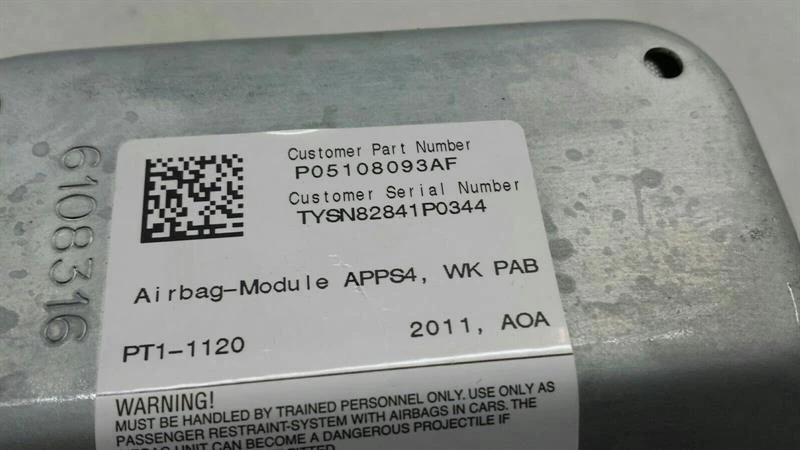 6108316
Customer Part Number
P05108093AF
Customer Serial Number
TYSN82841P0344
Airbag-Module APPS4, WK PAB
PT1-1120 2011, AOA
WARNING!
MUST BE HANDLED BY TRAINED PERSONNEL ONLY. USE ONLY AS
PASSENGER RESTRAINT-SYSTEM WITH AIRBAGS IN CARS. THE
UNIT CAN BECOME A DANGEROUS PROJECTILE IF